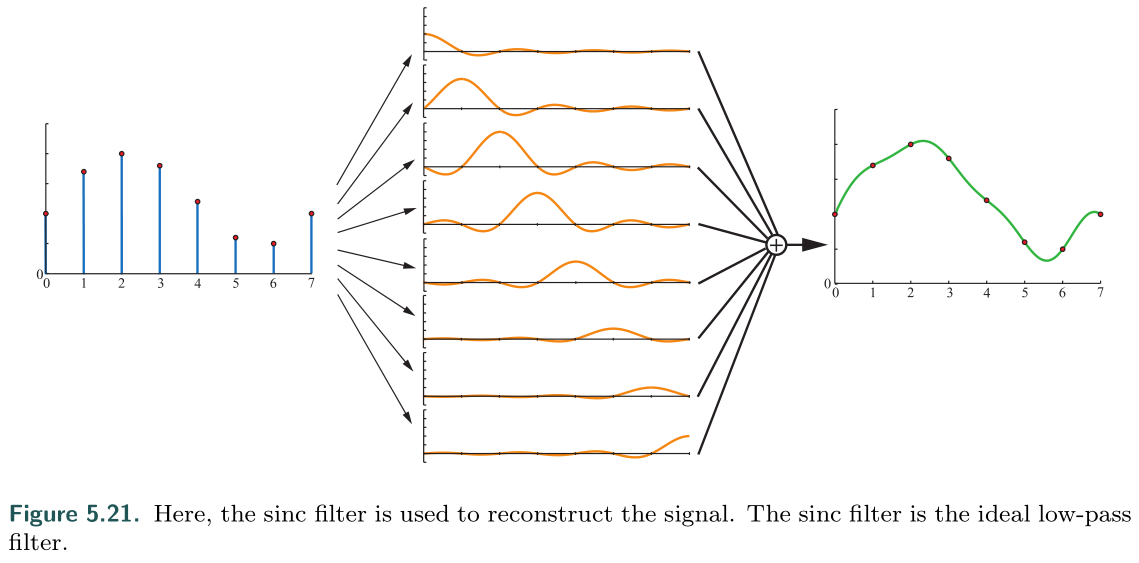 0
0 1 2 3 4 5 6 7
+
0
0 1 2 3 4 5 6 7
Figure 5.21. Here, the sinc filter is used to reconstruct the signal. The sinc filter is the ideal low-pass
filter.